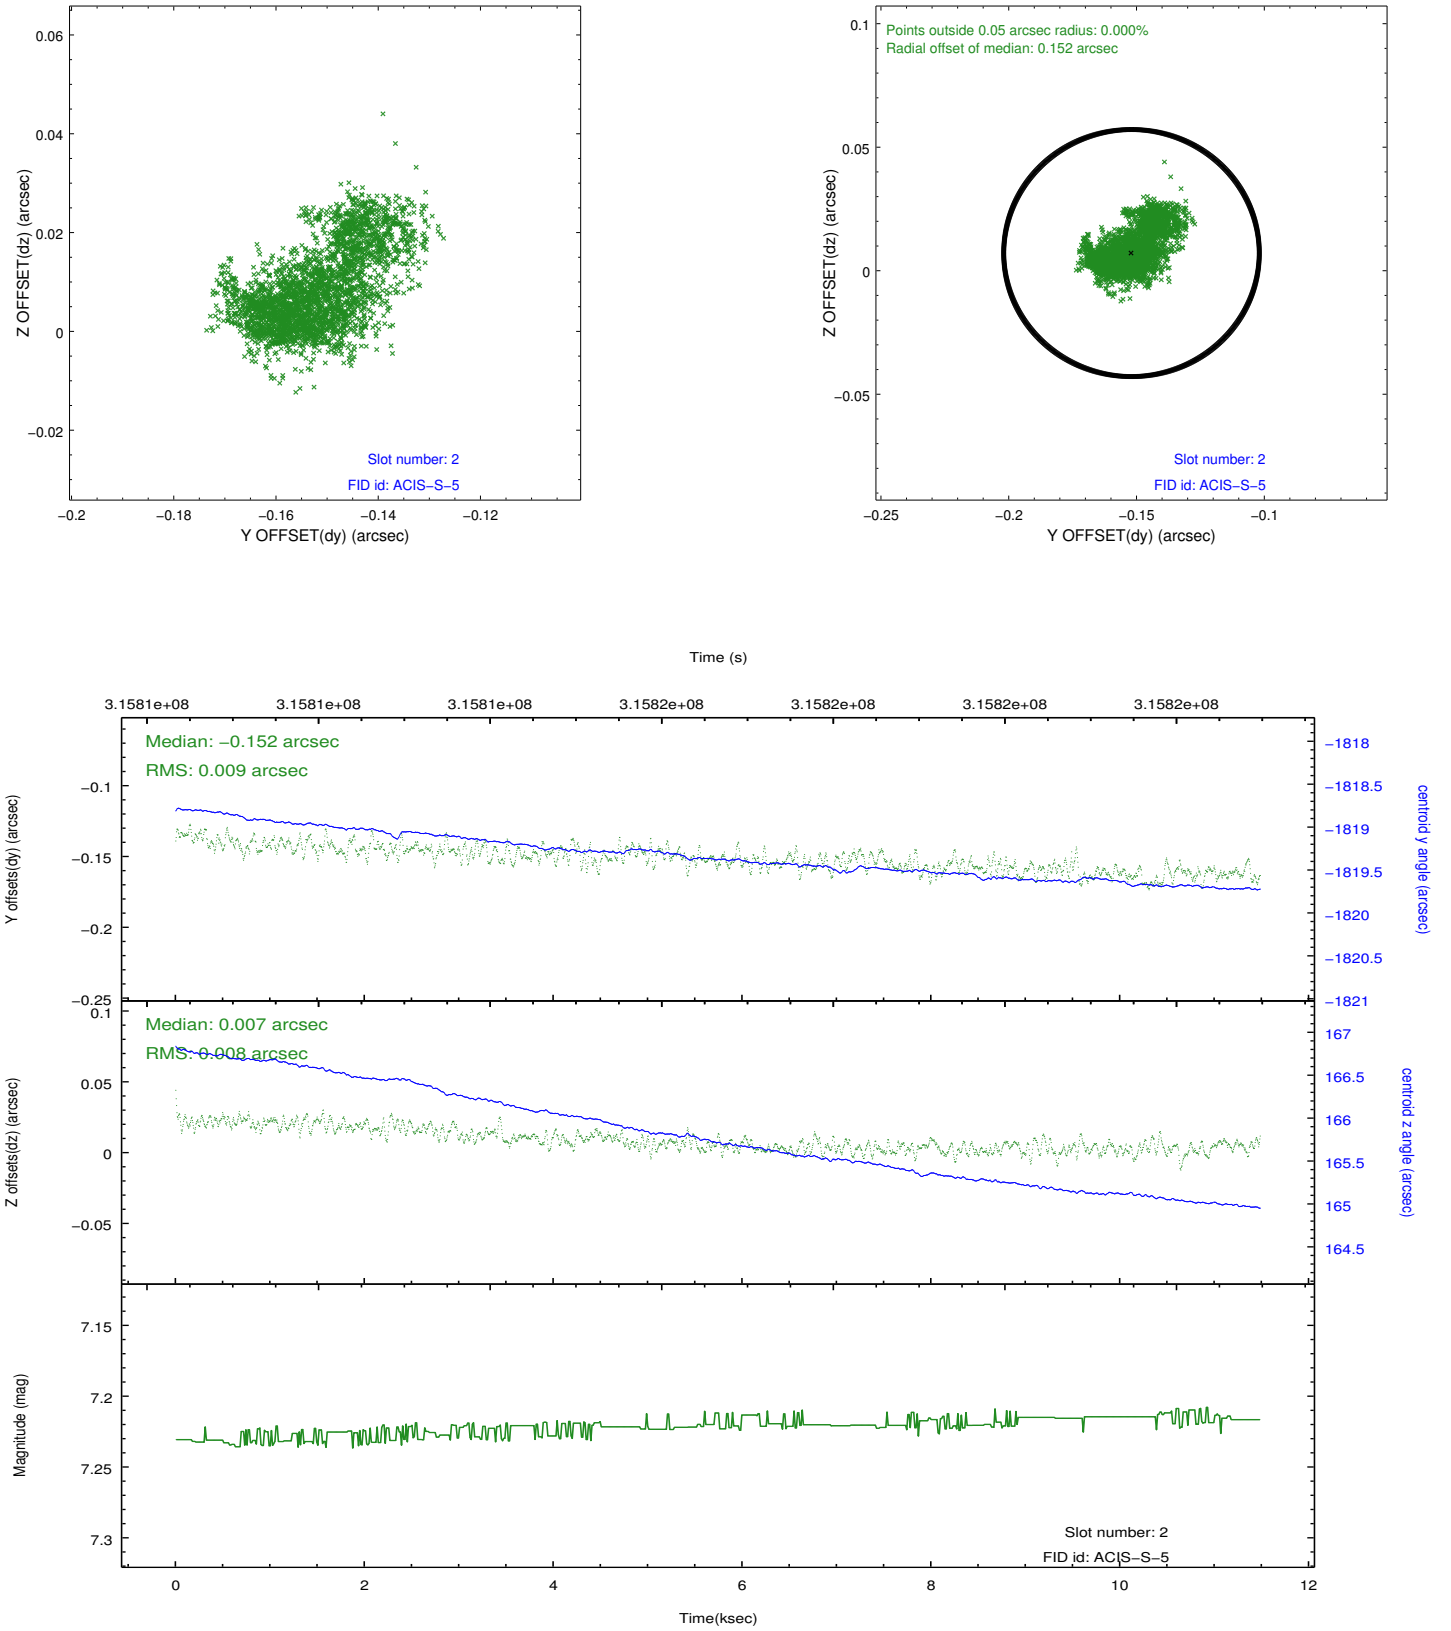 0.06
0.04
0.02
0
−0.02
Z OFFSET(dz) (arcsec)
Slot number: 2
FID id: ACIS−S−5
−0.2 −0.18 −0.16 −0.14 −0.12
Y OFFSET(dy) (arcsec)
Points outside 0.05 arcsec radius: 0.000%
Radial offset of median: 0.152 arcsec
0.1
0.05
0
−0.05
Z OFFSET(dz) (arcsec)
Slot number: 2
FID id: ACIS−S−5
−0.25 −0.2 −0.15 −0.1
Y OFFSET(dy) (arcsec)
Time (s)
3.1581e+08 3.1581e+08 3.1581e+08 3.1582e+08 3.1582e+08 3.1582e+08 3.1582e+08
Median: −0.152 arcsec
RMS: 0.009 arcsec
−0.1
−0.15
−0.2
−0.25
Y offsets(dy) (arcsec)
−1818
−1818.5
−1819
−1819.5
−1820
−1820.5
−1821
centroid y angle (arcsec)
Median: 0.007 arcsec
RMS: 0.008 arcsec
0.1
0.05
0
−0.05
Z offsets(dz) (arcsec)
167
166.5
166
165.5
165
164.5
centroid z angle (arcsec)
7.15
7.2
7.25
7.3
Magnitude (mag)
Slot number: 2
FID id: ACIS−S−5
0 2 4 6 8 10 12
Time(ksec)